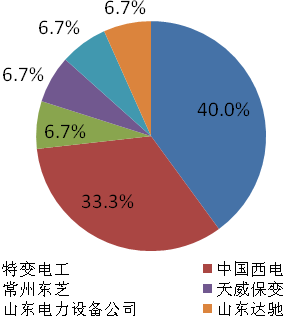 6.7%
6.7%
6.7%
40.0%
6.7%
33.3%
特变电工 中国西电
常州东芝 天威保变
山东电力设备公司 山东达驰